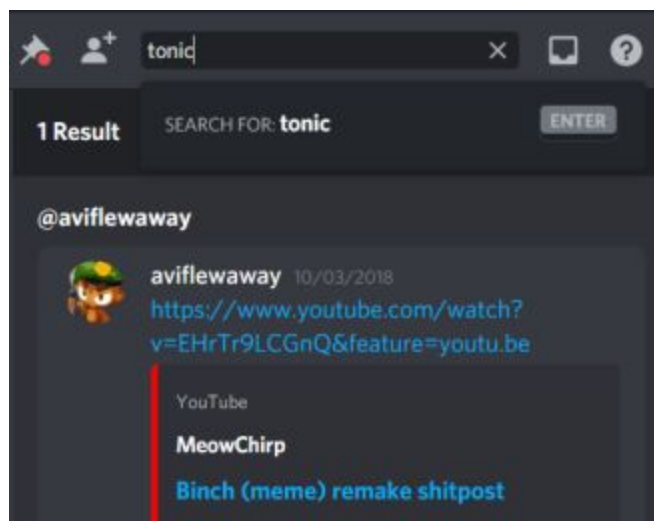 tonic
SEARCH FOR: tonic ENTER
1 Result
@aviflewaway
aviflewaway 10/03/2018
https://www.youtube.com/watch?
v=EHrTr9LCGnQ&feature=youtu.be
YouTube
MeowChirp
Binch (meme) remake shitpost